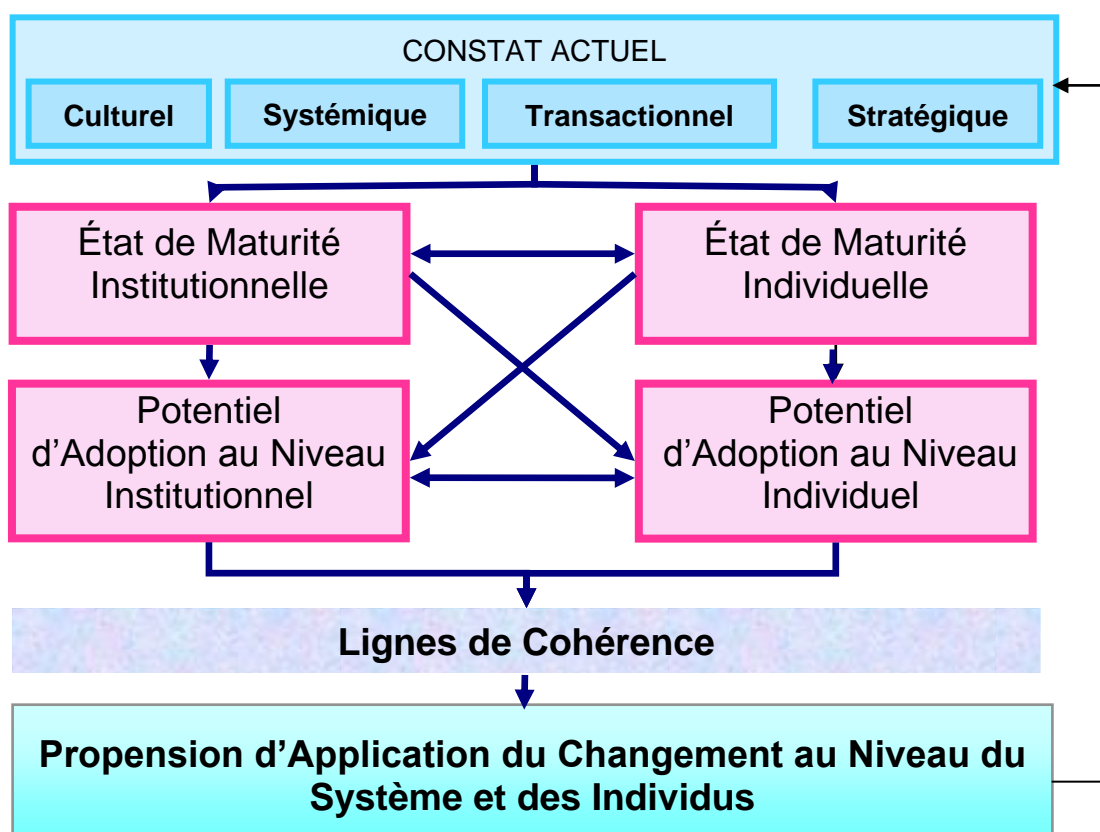 CONSTAT ACTUEL
Culturel
Systémique
Transactionnel
Stratégique
État de Maturité
Institutionnelle
État de Maturité
Individuelle
Potentiel
d’Adoption au Niveau
Institutionnel
Potentiel
d’Adoption au Niveau
Individuel
Lignes de Cohérence
Propension d’Application du Changement au Niveau du
Système et des Individus